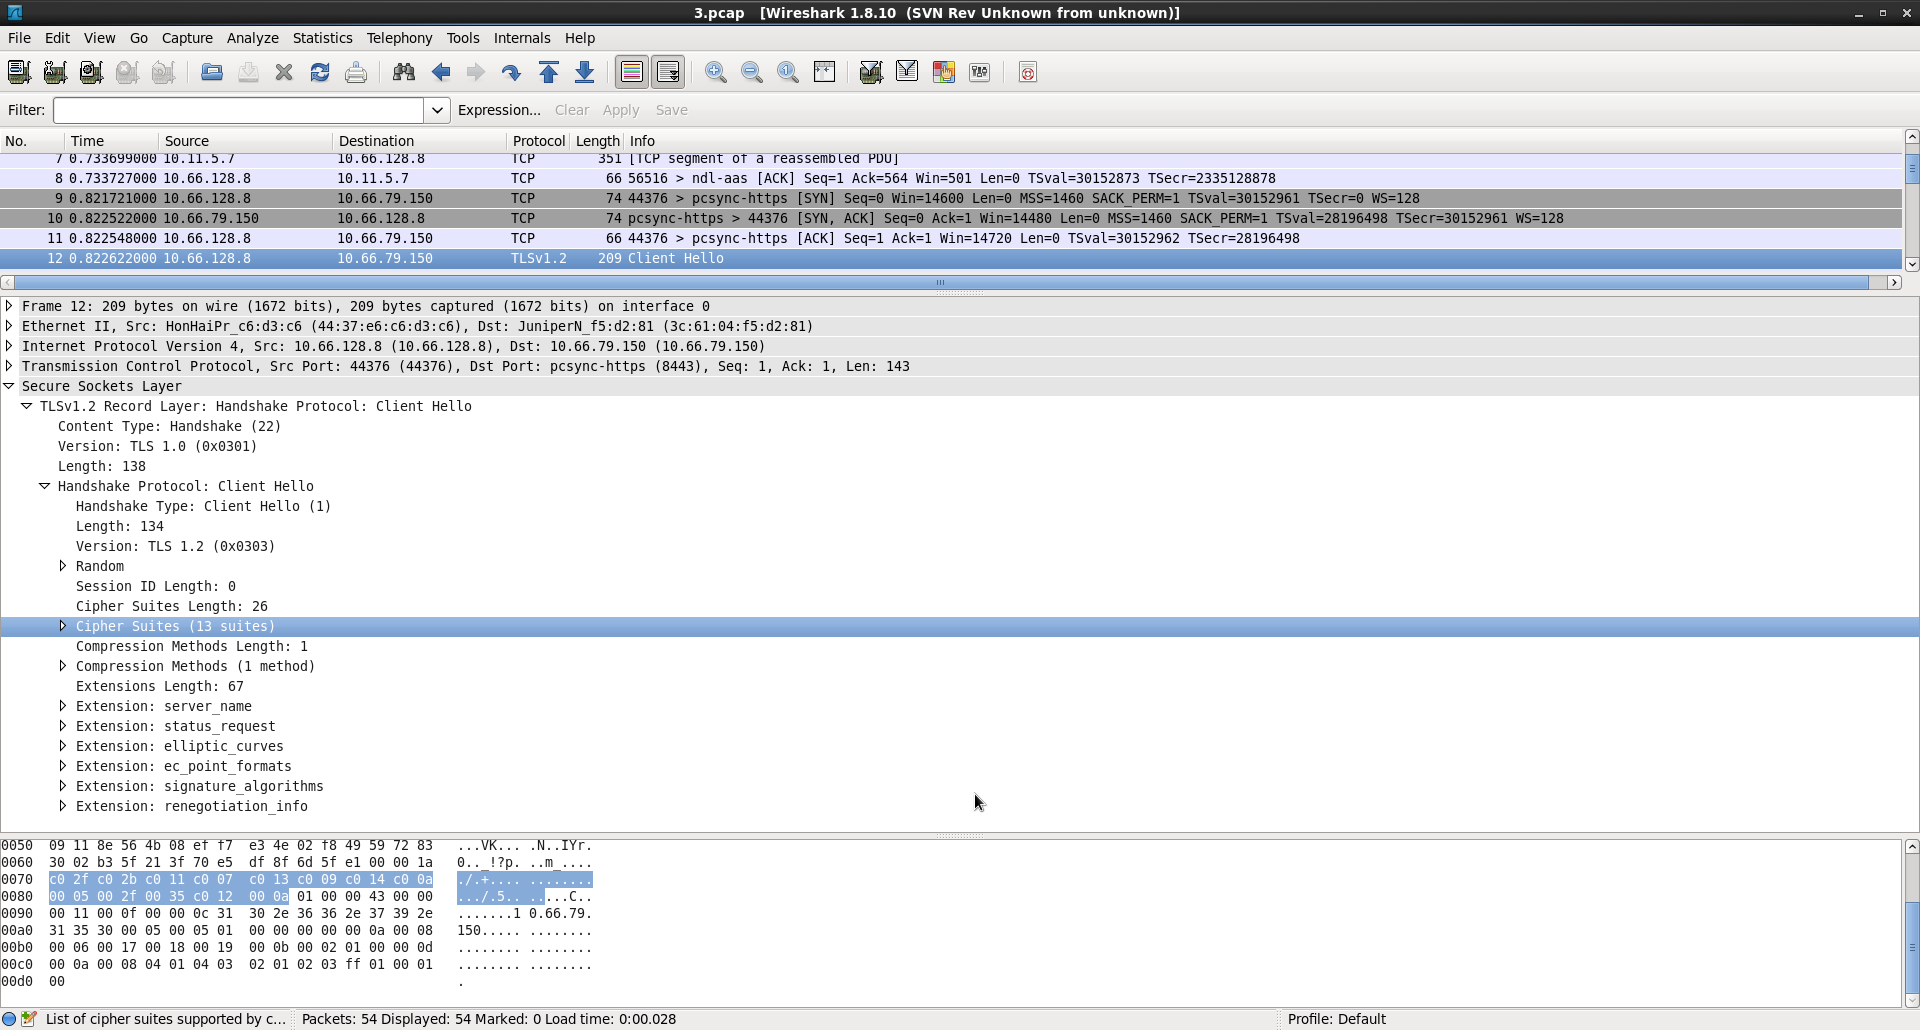 3.pcap   [Wireshark 1.8.10  (SVN Rev Unknown from unknown)]
File Edit View Go Capture Analyze Statistics Telephony Tools Internals Help
Filter: Expression... Clear Apply Save
No. Time Source Destination Protocol Length Info
7 0.733699000 10.11.5.7 10.66.128.8 TCP 351 [TCP segment of a reassembled PDU]
8 0.733727000 10.66.128.8 10.11.5.7 TCP 66 56516 > ndl-aas [ACK] Seq=1 Ack=564 Win=501 Len=0 TSval=30152873 TSecr=2335128878
9 0.821721000 10.66.128.8 10.66.79.150 TCP 74 44376 > pcsync-https [SYN] Seq=0 Win=14600 Len=0 MSS=1460 SACK_PERM=1 TSval=30152961 TSecr=0 WS=128
10 0.822522000 10.66.79.150 10.66.128.8 TCP 74 pcsync-https > 44376 [SYN, ACK] Seq=0 Ack=1 Win=14480 Len=0 MSS=1460 SACK_PERM=1 TSval=28196498 TSecr=30152961 WS=128
11 0.822548000 10.66.128.8 10.66.79.150 TCP 66 44376 > pcsync-https [ACK] Seq=1 Ack=1 Win=14720 Len=0 TSval=30152962 TSecr=28196498
12 0.822622000 10.66.128.8 10.66.79.150 TLSv1.2 209 Client Hello
Frame 12: 209 bytes on wire (1672 bits), 209 bytes captured (1672 bits) on interface 0
Ethernet II, Src: HonHaiPr_c6:d3:c6 (44:37:e6:c6:d3:c6), Dst: JuniperN_f5:d2:81 (3c:61:04:f5:d2:81)
Internet Protocol Version 4, Src: 10.66.128.8 (10.66.128.8), Dst: 10.66.79.150 (10.66.79.150)
Transmission Control Protocol, Src Port: 44376 (44376), Dst Port: pcsync-https (8443), Seq: 1, Ack: 1, Len: 143
Secure Sockets Layer
TLSv1.2 Record Layer: Handshake Protocol: Client Hello
Content Type: Handshake (22)
Version: TLS 1.0 (0x0301)
Length: 138
Handshake Protocol: Client Hello
Handshake Type: Client Hello (1)
Length: 134
Version: TLS 1.2 (0x0303)
Random
Session ID Length: 0
Cipher Suites Length: 26
Cipher Suites (13 suites)
Compression Methods Length: 1
Compression Methods (1 method)
Extensions Length: 67
Extension: server_name
Extension: status_request
Extension: elliptic_curves
Extension: ec_point_formats
Extension: signature_algorithms
Extension: renegotiation_info
0050  09 11 8e 56 4b 08 ef f7  e3 4e 02 f8 49 59 72 83   ...VK... .N..IYr.
0060  30 02 b3 5f 21 3f 70 e5  df 8f 6d 5f e1 00 00 1a   0.._!?p. ..m_....
0070  c0 2f c0 2b c0 11 c0 07  c0 13 c0 09 c0 14 c0 0a   ./.+.... ........
0080  00 05 00 2f 00 35 c0 12  00 0a 01 00 00 43 00 00   .../.5.. .....C..
0090  00 11 00 0f 00 00 0c 31  30 2e 36 36 2e 37 39 2e   .......1 0.66.79.
00a0  31 35 30 00 05 00 05 01  00 00 00 00 00 0a 00 08   150..... ........
00b0  00 06 00 17 00 18 00 19  00 0b 00 02 01 00 00 0d   ........ ........
00c0  00 0a 00 08 04 01 04 03  02 01 02 03 ff 01 00 01   ........ ........
00d0  00   .
List of cipher suites supported by c... Packets: 54 Displayed: 54 Marked: 0 Load time: 0:00.028 Profile: Default